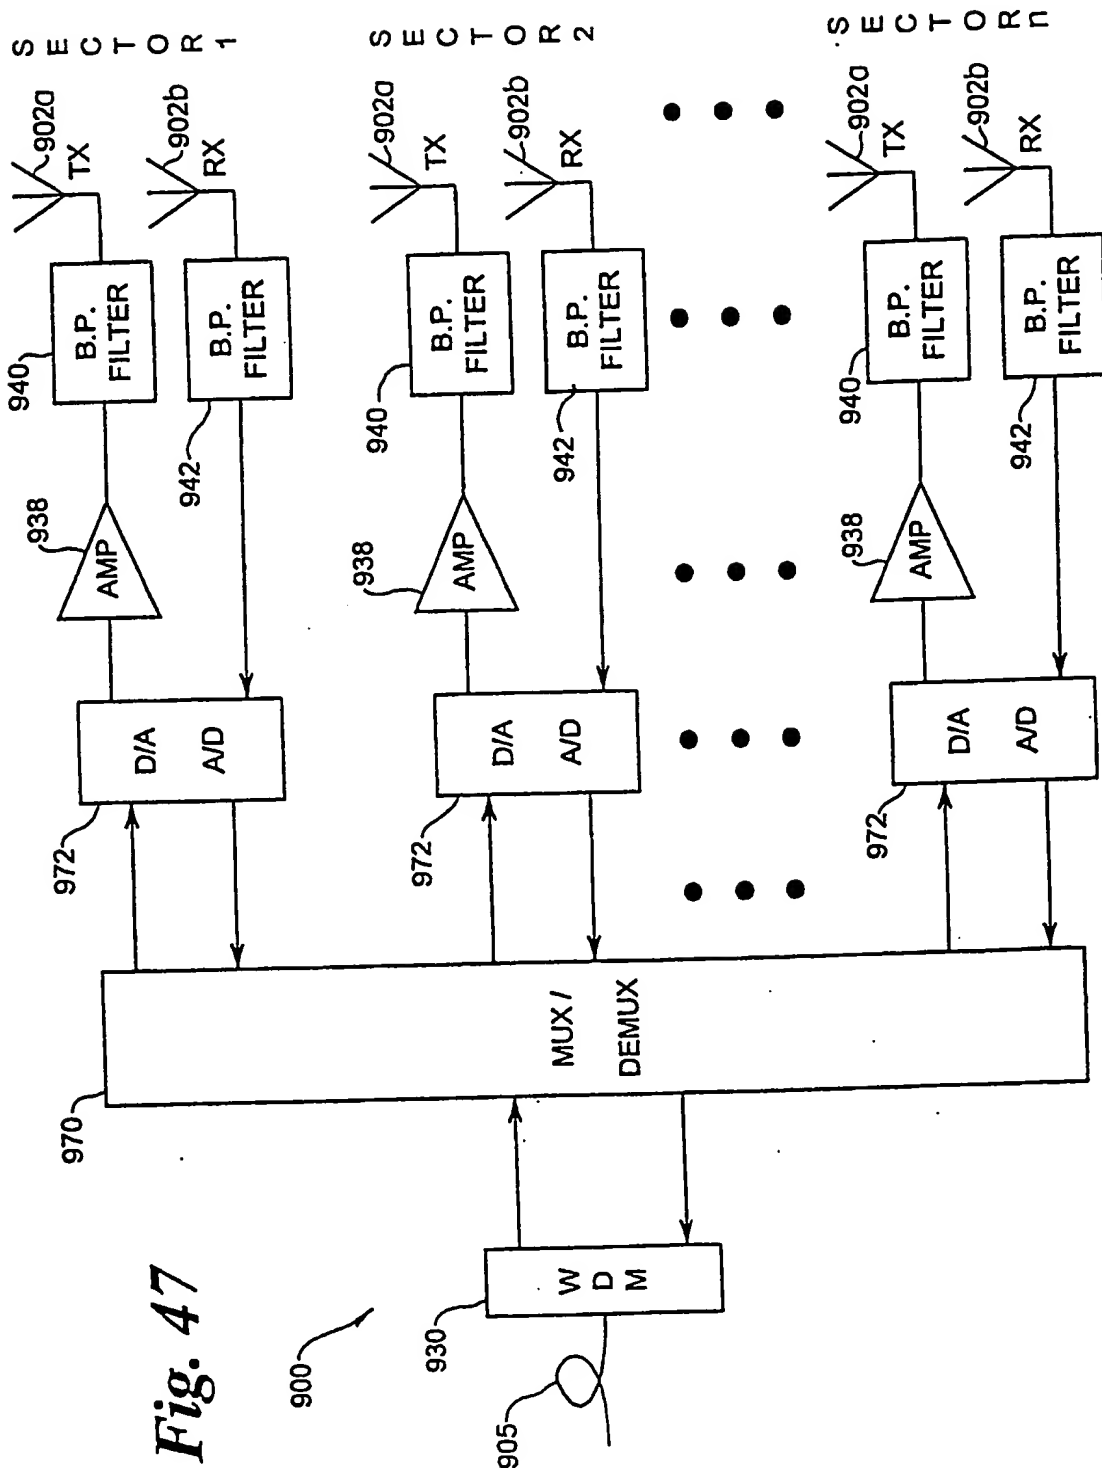 Fig. 47
900
905
930
W
D
M
970
MUX /
DEMUX
972
D/A
A/D
938
AMP
940
B.P.
FILTER
942
B.P.
FILTER
902a
TX
902b
RX
SECTOR 1
972
D/A
A/D
938
AMP
940
B.P.
FILTER
942
B.P.
FILTER
902a
TX
902b
RX
SECTOR 2
972
D/A
A/D
938
AMP
940
B.P.
FILTER
942
B.P.
FILTER
902a
TX
902b
RX
SECTOR n